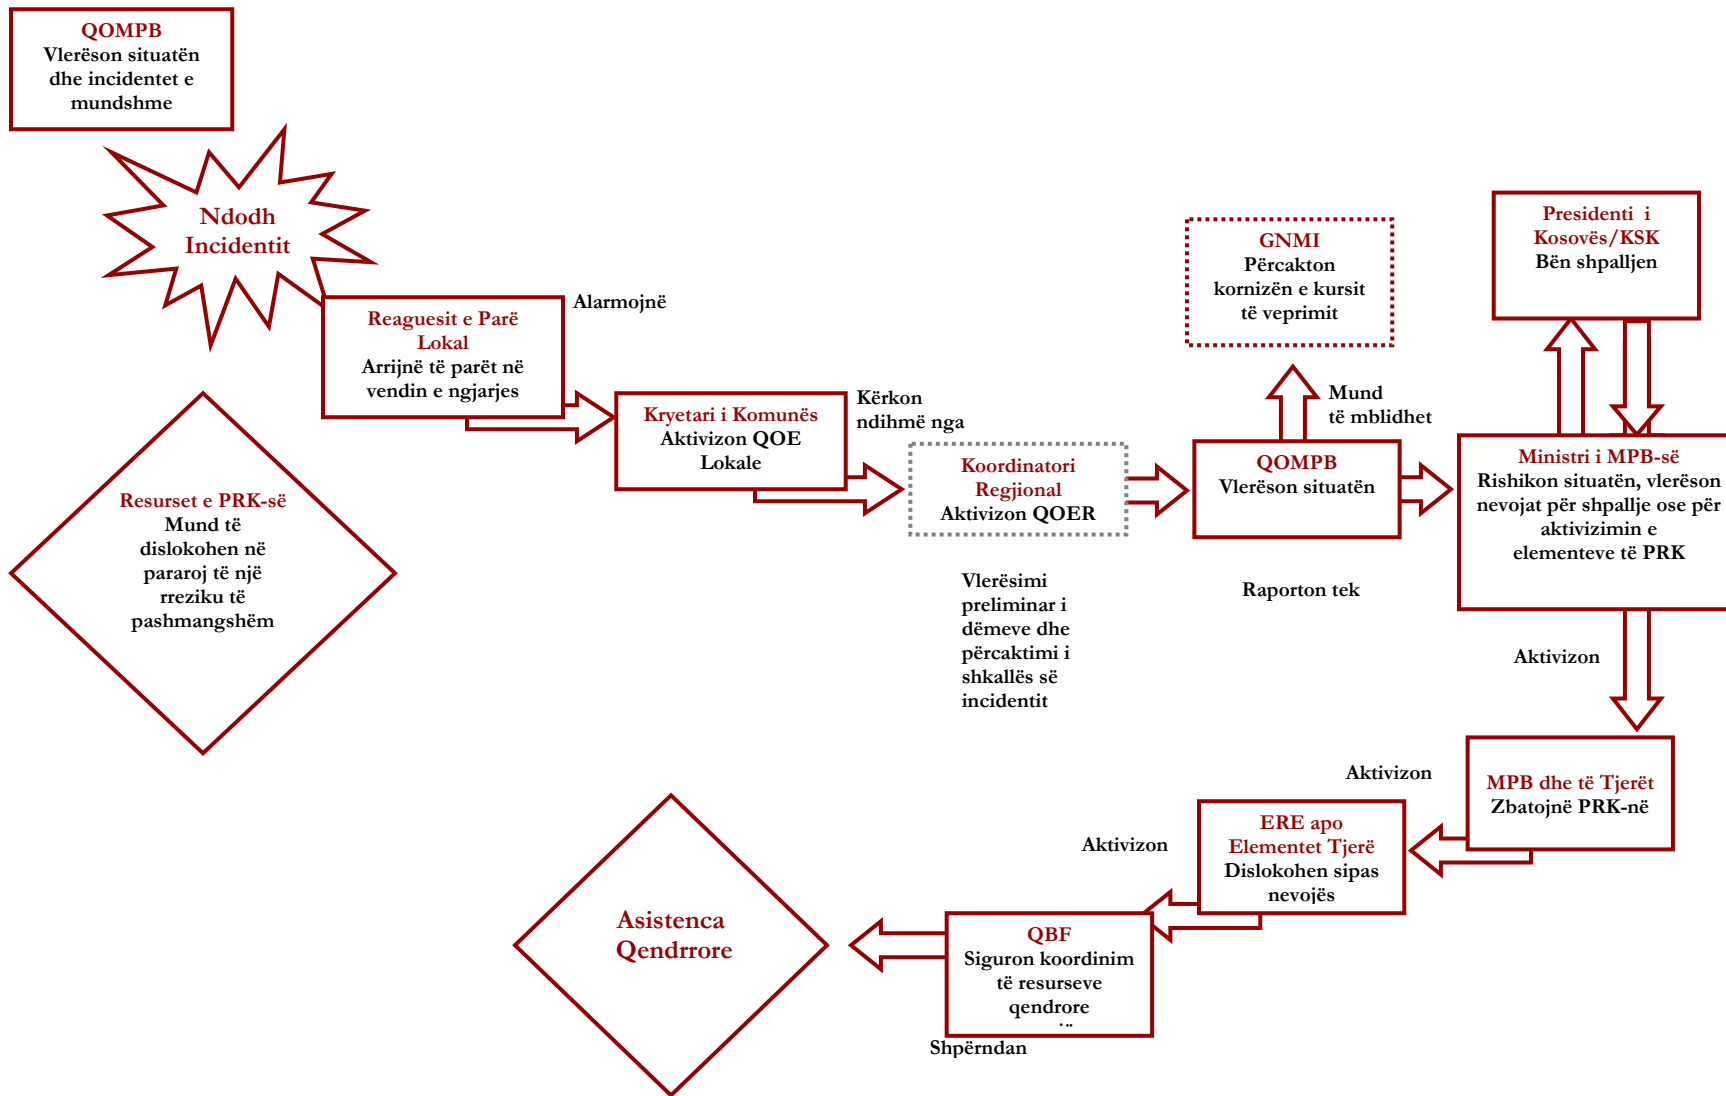 QOMPB
Vlerëson situatën
dhe incidentet e
mundshme
Ndodh
Incidentit
Reaguesit e Parë
Lokal
Arrijnë të parët në
vendin e ngjarjes
Alarmojnë
Kryetari i Komunës
Aktivizon QOE
Lokale
Kërkon
ndihmë nga
Koordinatori
Regjional
Aktivizon QOER
Vlerësimi
preliminar i
dëmeve dhe
përcaktimi i
shkallës së
incidentit
GNMI
Përcakton
kornizën e kursit
të veprimit
Mund
të mblidhet
QOMPB
Vlerëson situatën
Raporton tek
Presidenti i
Kosovës/KSK
Bën shpalljen
Ministri i MPB-së
Rishikon situatën, vlerëson
nevojat për shpallje ose për
aktivizimin e
elementeve të PRK
Aktivizon
Resurset e PRK-së
Mund të
dislokohen në
pararoj të një
rreziku të
pashmangshëm
MPB dhe të Tjerët
Zbatojnë PRK-në
Aktivizon
ERE apo
Elementet Tjerë
Dislokohen sipas
nevojës
Aktivizon
QBF
Siguron koordinim
të resurseve
qendrore
Shpërndan
Asistenca
Qendrrore